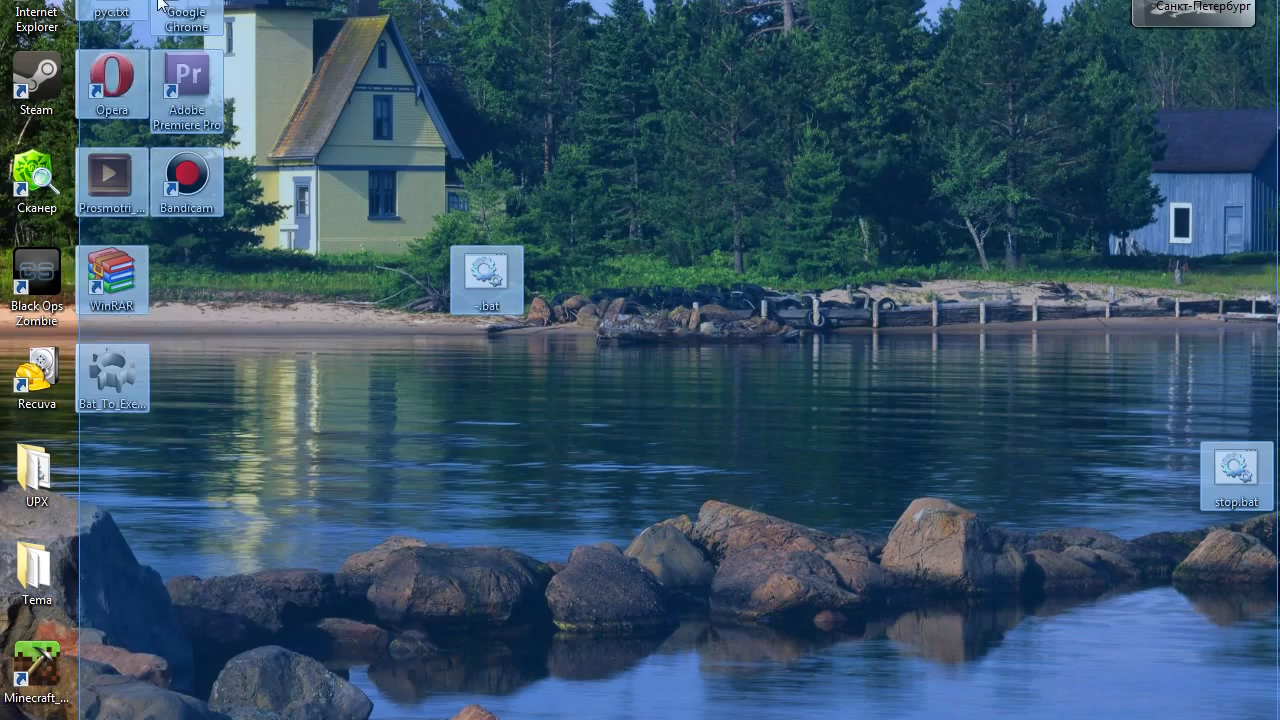 Internet
Explorer
рус.txt
Google
Chrome
Санкт-Петербург
Steam
Opera
Adobe
Premiere Pro
Сканер
Prosmotri_...
Bandicam
Black Ops
Zombie
WinRAR
-.bat
Recuva
Bat_To_Exe...
UPX
stop.bat
Tema
Minecraft_...